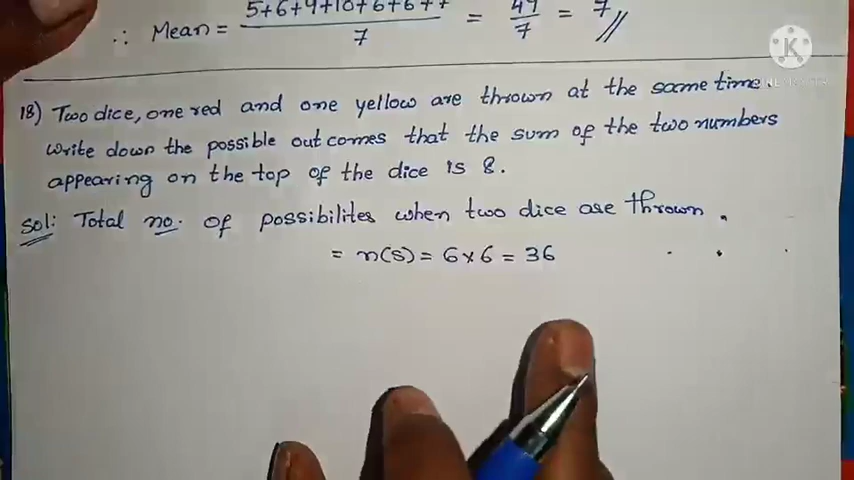 5+6+9+10+6+6+7
∴ Mean = ──── = 49/7 = 7 //
7
18) Two dice, one red and one yellow are thrown at the same time.
write down the possible outcomes that the sum of the two numbers
appearing on the top of the dice is 8.
Sol: Total no. of possibilites when two dice are thrown.
= n(S) = 6×6 = 36
K